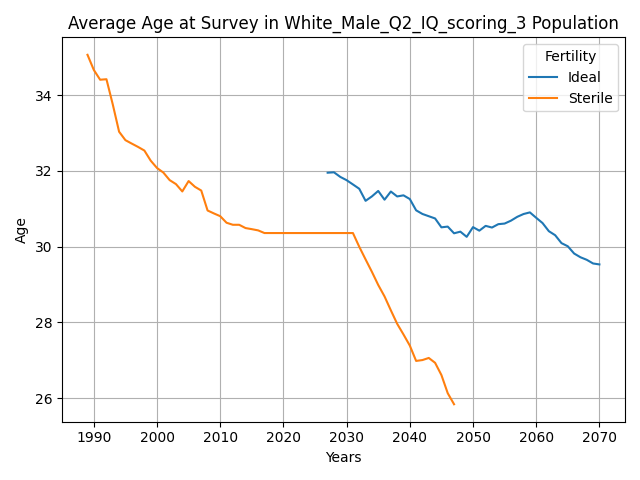 Average Age at Survey in White_Male_Q2_IQ_scoring_3 Population
Fertility
Ideal
Sterile
Age
34
32
30
28
26
1990 2000 2010 2020 2030 2040 2050 2060 2070
Years